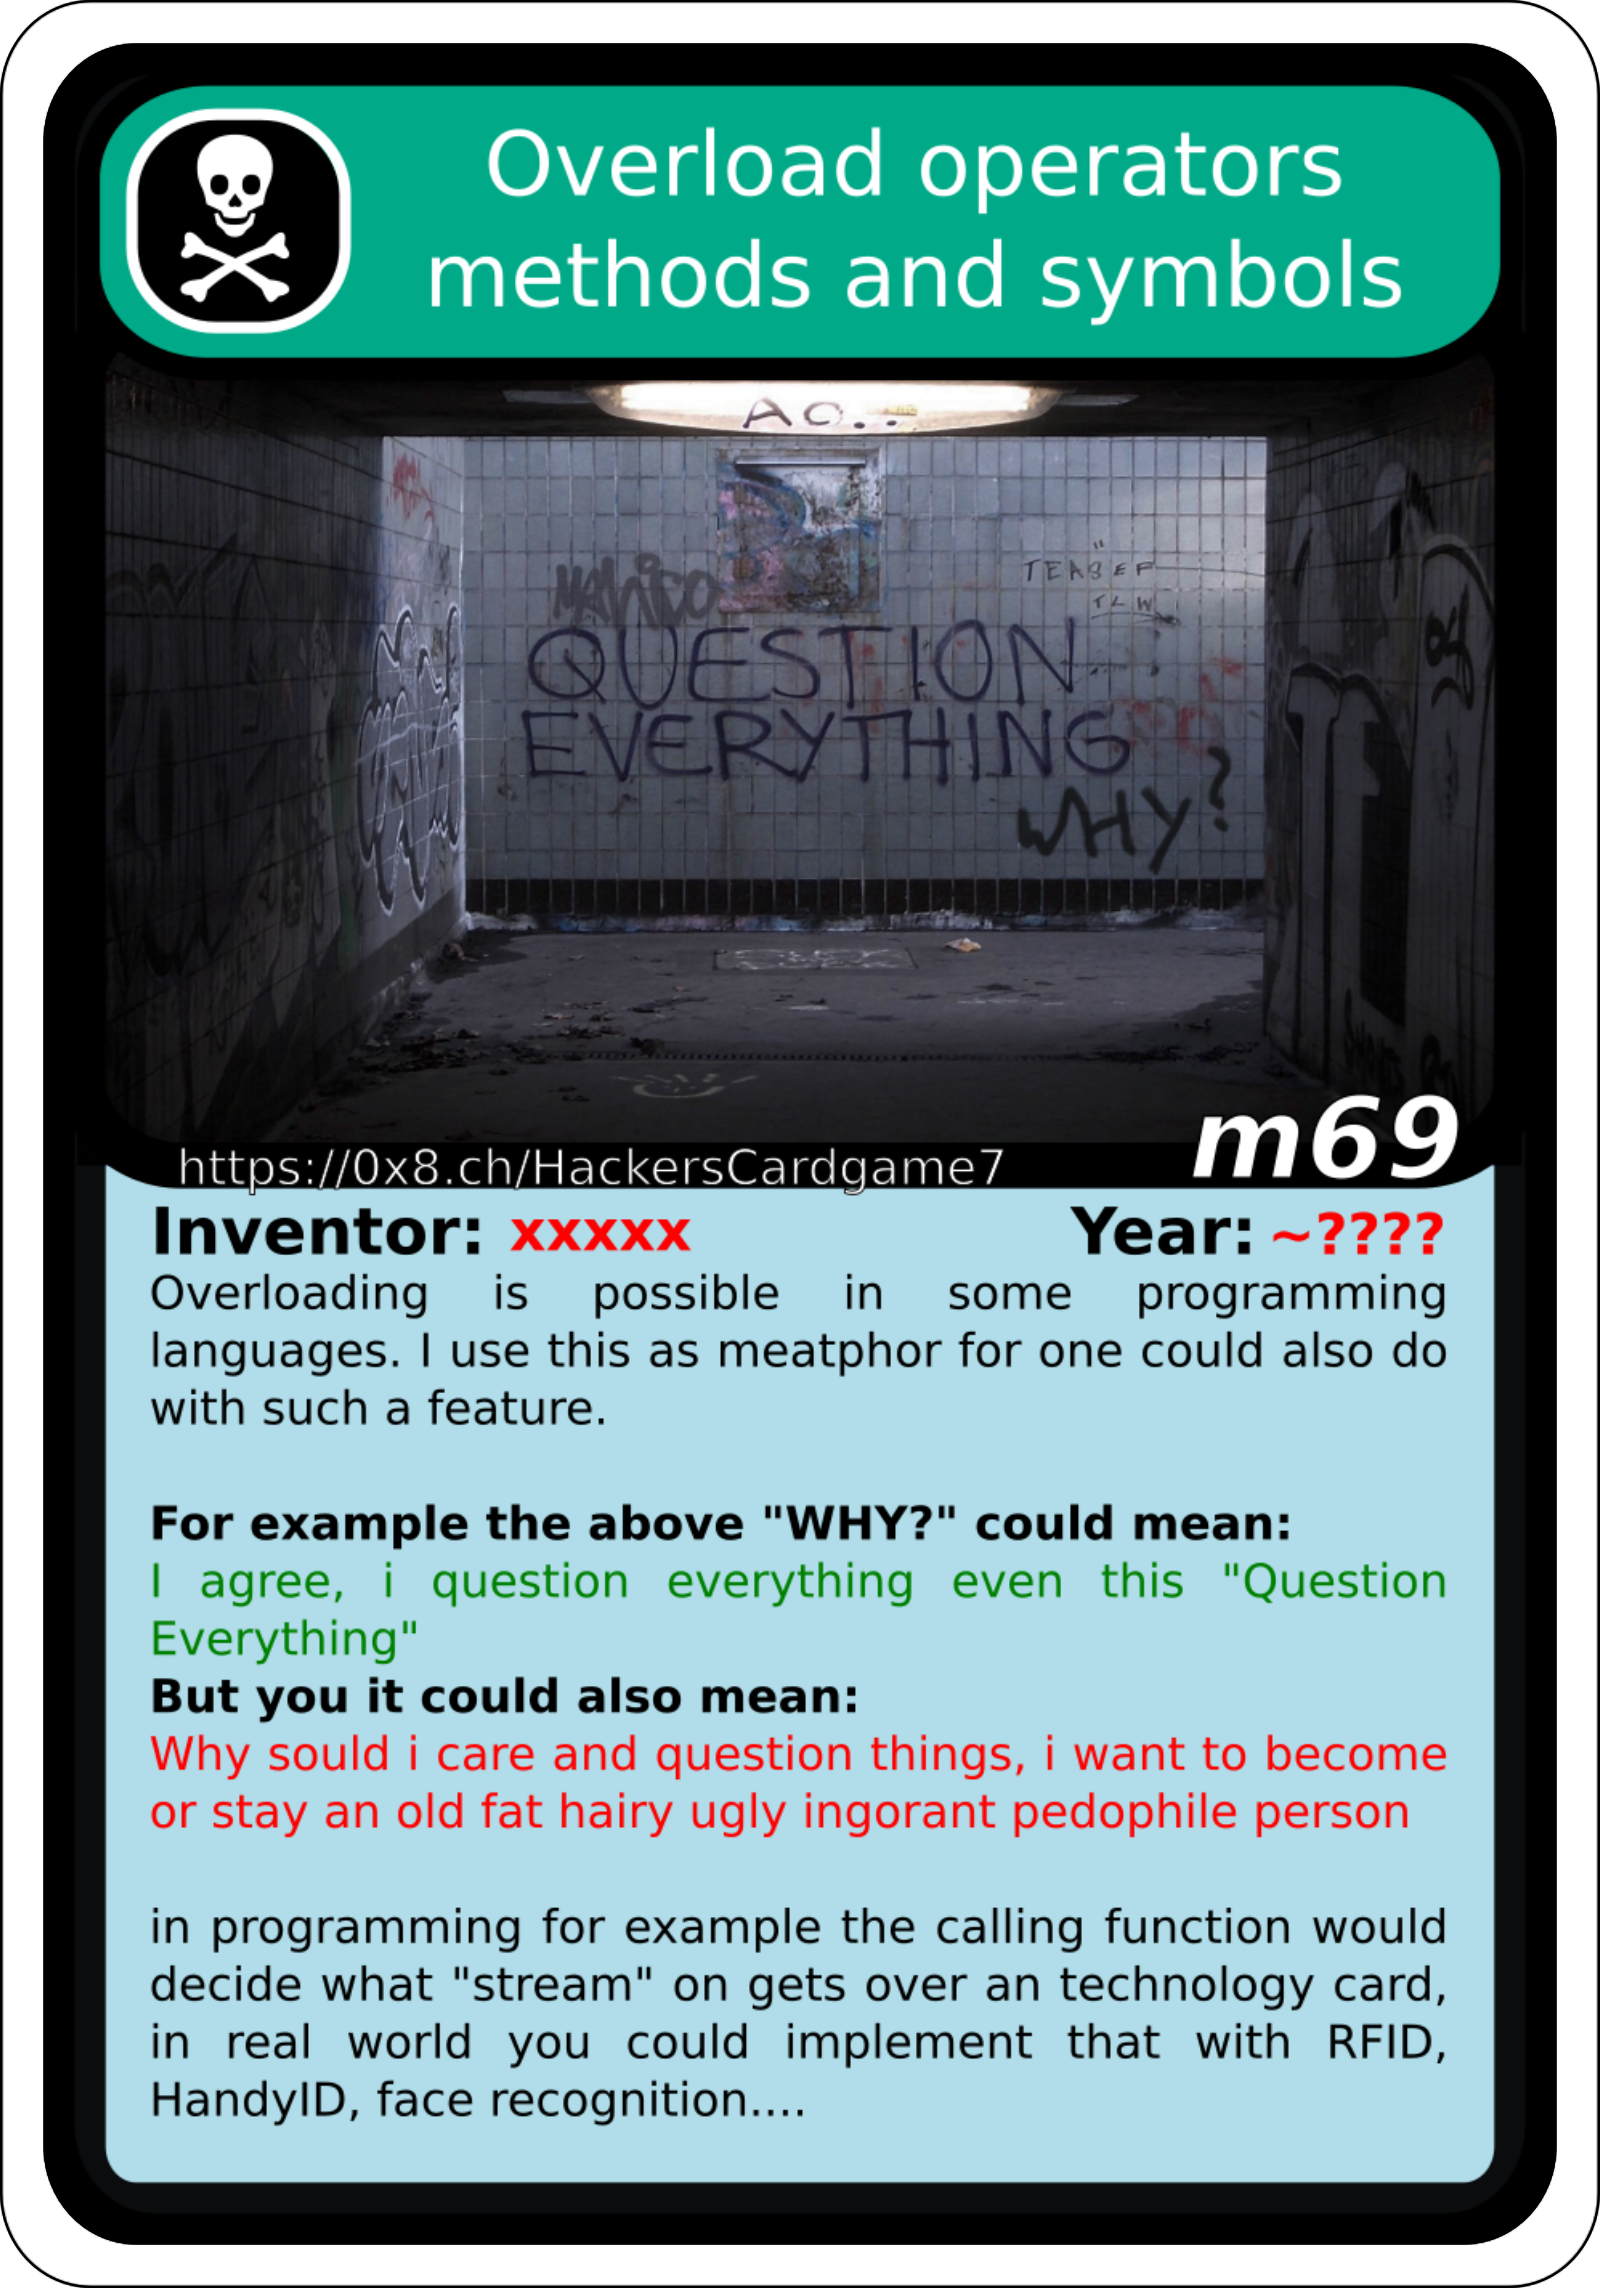 Overload operators
methods and symbols
AO..
TEASER
TLW
QUESTION
EVERYTHING
WHY?
m69
https://0x8.ch/HackersCardgame7
Inventor: xxxxx Year: ~????
Overloading is possible in some programming
languages. I use this as meatphor for one could also do
with such a feature.
For example the above "WHY?" could mean:
I agree, i question everything even this "Question
Everything"
But you it could also mean:
Why sould i care and question things, i want to become
or stay an old fat hairy ugly ingorant pedophile person
in programming for example the calling function would
decide what "stream" on gets over an technology card,
in real world you could implement that with RFID,
HandyID, face recognition....